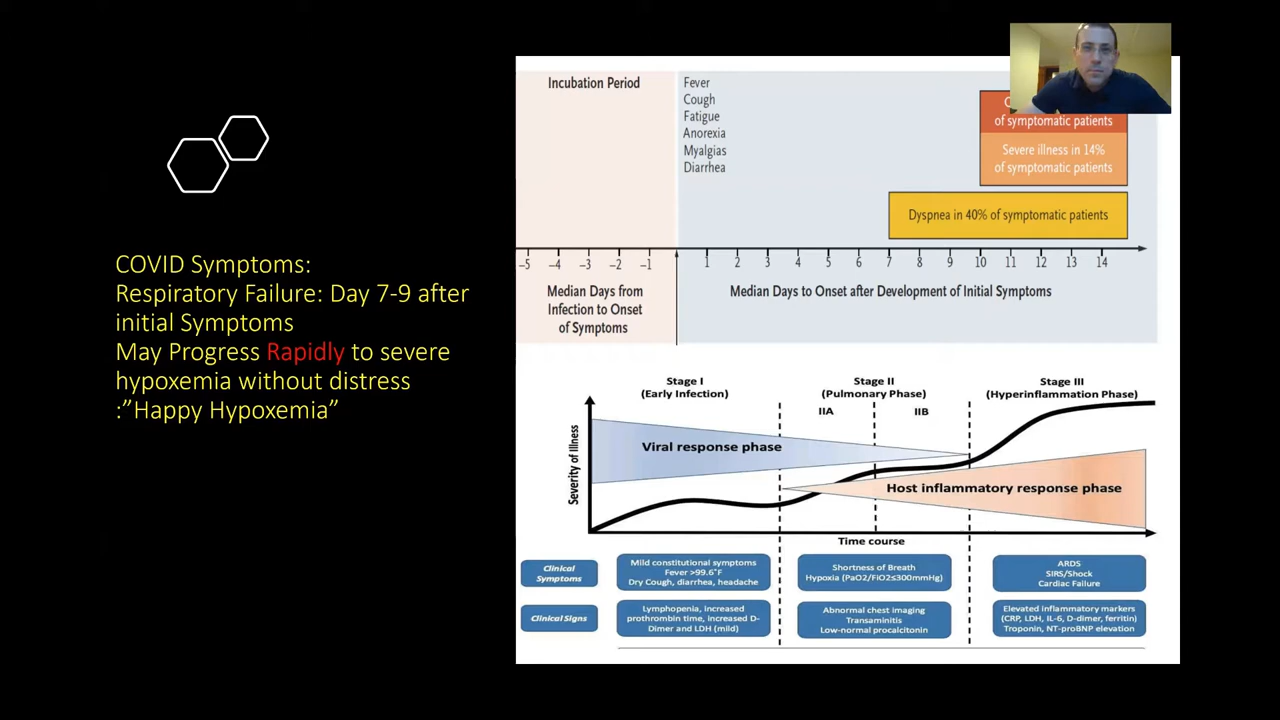 COVID Symptoms:
Respiratory Failure: Day 7-9 after
initial Symptoms
May Progress Rapidly to severe
hypoxemia without distress
:”Happy Hypoxemia”
Incubation Period
Fever
Cough
Fatigue
Anorexia
Myalgias
Diarrhea
of symptomatic patients
Severe illness in 14%
of symptomatic patients
Dyspnea in 40% of symptomatic patients
−5 −4 −3 −2 −1 1 2 3 4 5 6 7 8 9 10 11 12 13 14
Median Days from
Infection to Onset
of Symptoms
Median Days to Onset after Development of Initial Symptoms
Stage I
(Early Infection)
Stage II
(Pulmonary Phase)
IIA IIB
Stage III
(Hyperinflammation Phase)
Severity of Illness
Viral response phase
Host inflammatory response phase
Time course
Clinical
Symptoms
Mild constitutional symptoms
Fever >99.6°F
Dry Cough, diarrhea, headache
Shortness of Breath
Hypoxia (PaO2/FiO2≤300mmHg)
ARDS
SIRS/Shock
Cardiac Failure
Clinical Signs
Lymphopenia, increased
prothrombin time, increased D-
Dimer and LDH (mild)
Abnormal chest imaging
Transaminitis
Low-normal procalcitonin
Elevated inflammatory markers
(CRP, LDH, IL-6, D-dimer, ferritin)
Troponin, NT-proBNP elevation